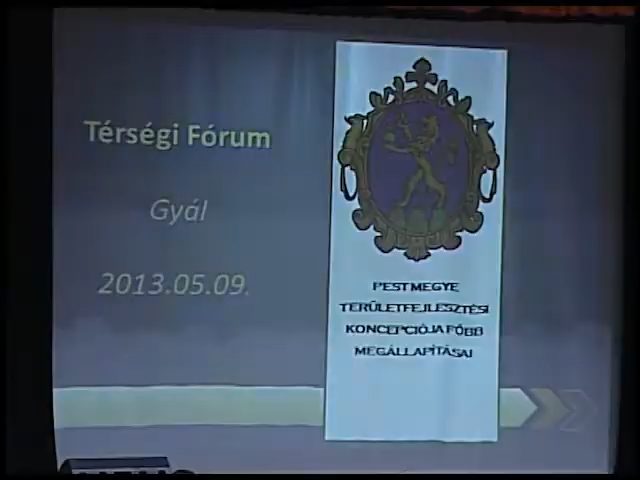 Térségi Fórum
Gyál
2013.05.09.
PEST MEGYE
TERÜLETFEJLESZTÉSI
KONCEPCIÓJA FŐBB
MEGÁLLAPÍTÁSAI